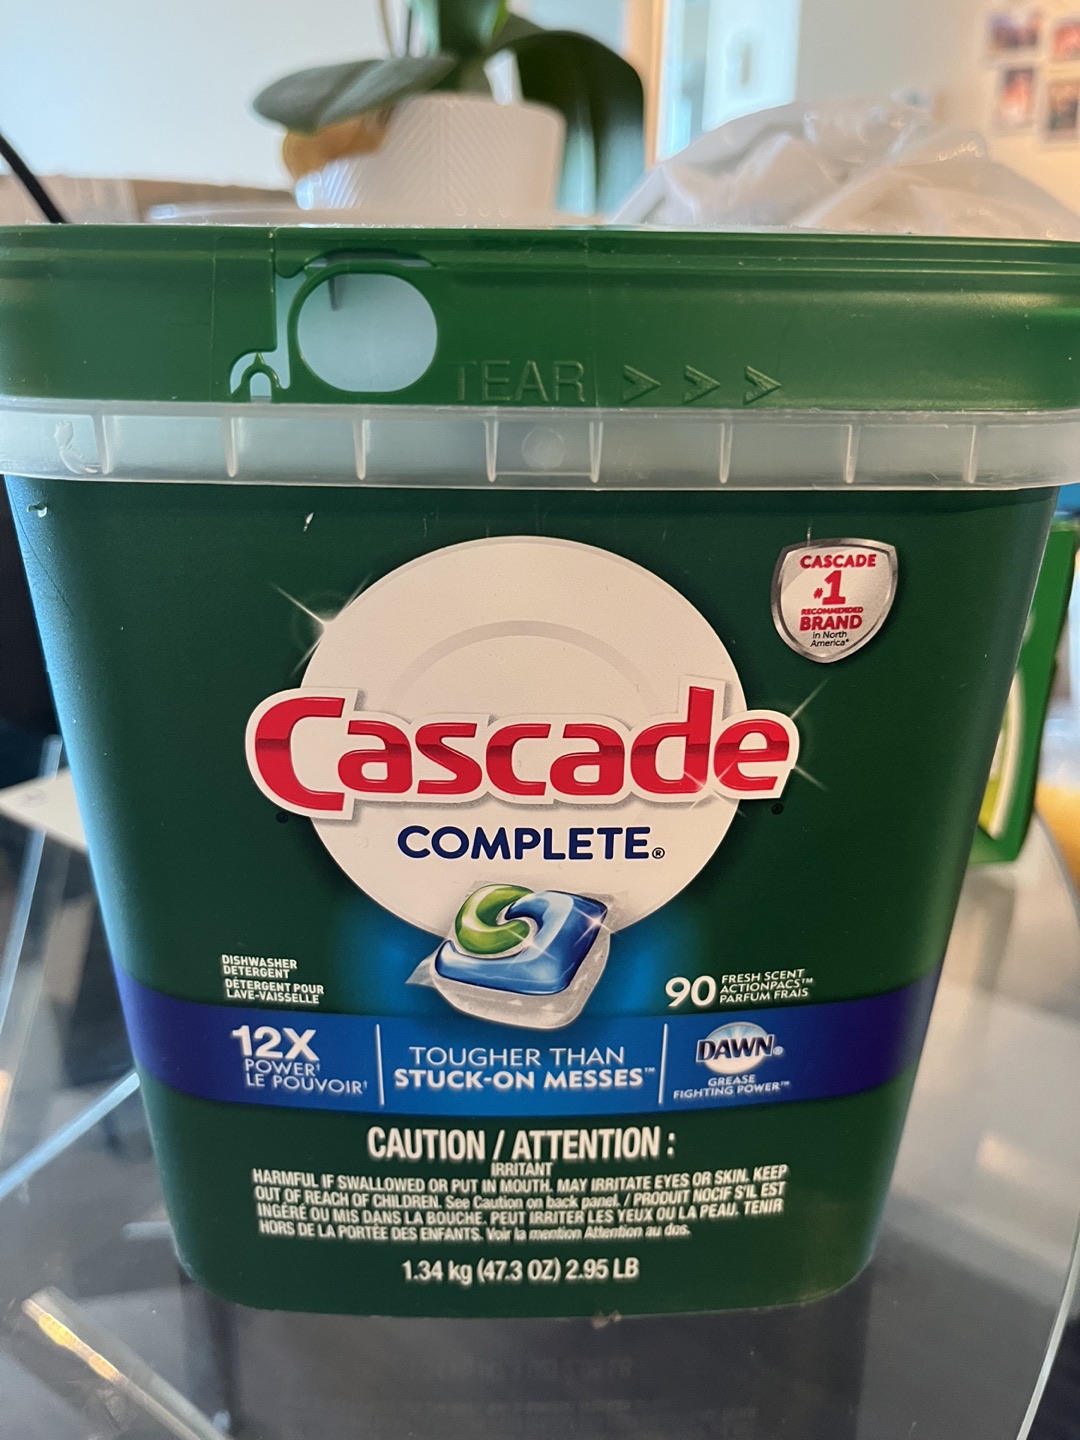 TEAR > > >
CASCADE
#1
RECOMMENDED
BRAND
in North
America*
Cascade
COMPLETE®
DISHWASHER
DETERGENT
DÉTERGENT POUR
LAVE-VAISSELLE
90 FRESH SCENT
ACTIONPACS™
PARFUM FRAIS
12X
POWER†
LE POUVOIR†
TOUGHER THAN
STUCK-ON MESSES™
DAWN®
GREASE
FIGHTING POWER™
CAUTION / ATTENTION :
IRRITANT
HARMFUL IF SWALLOWED OR PUT IN MOUTH. MAY IRRITATE EYES OR SKIN. KEEP
OUT OF REACH OF CHILDREN. See Caution on back panel. / PRODUIT NOCIF S'IL EST
INGÉRÉ OU MIS DANS LA BOUCHE. PEUT IRRITER LES YEUX OU LA PEAU. TENIR
HORS DE LA PORTÉE DES ENFANTS. Voir la mention Attention au dos.
1.34 kg (47.3 OZ) 2.95 LB